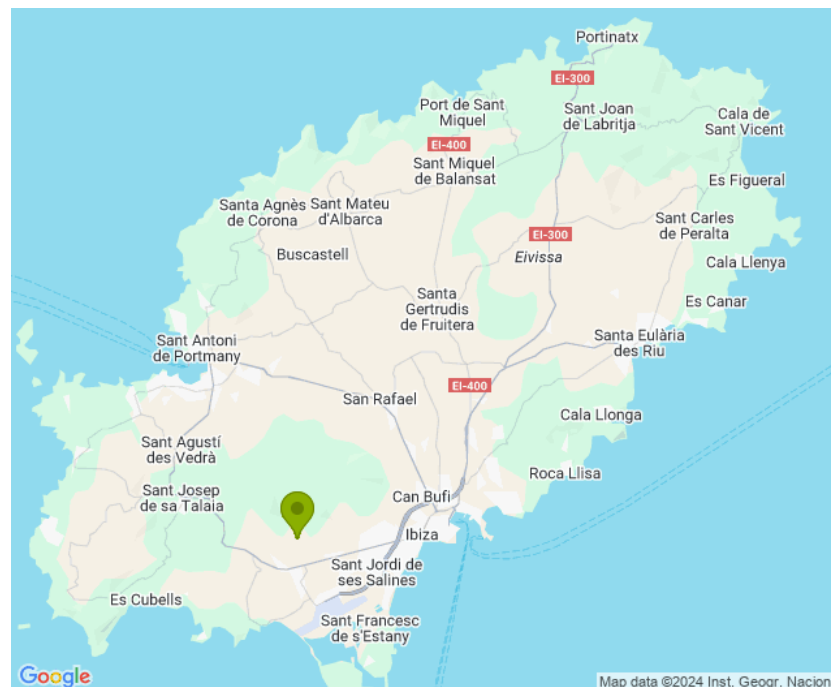 Portinatx
EI-300
Port de Sant
Miquel
Sant Joan
de Labritja
Cala de
Sant Vicent
EI-400
Sant Miquel
de Balansat
Es Figueral
Santa Agnès
de Corona
Sant Mateu
d'Albarca
Sant Carles
de Peralta
EI-300
Buscastell
Eivissa
Cala Llenya
Santa
Gertrudis
de Fruitera
Es Canar
Sant Antoni
de Portmany
Santa Eulària
des Riu
EI-400
San Rafael
Cala Llonga
Sant Agustí
des Vedrà
Roca Llisa
Sant Josep
de sa Talaia
Can Bufi
Ibiza
Sant Jordi de
ses Salines
Es Cubells
Sant Francesc
de s'Estany
Google
Map data ©2024 Inst. Geogr. Nacion